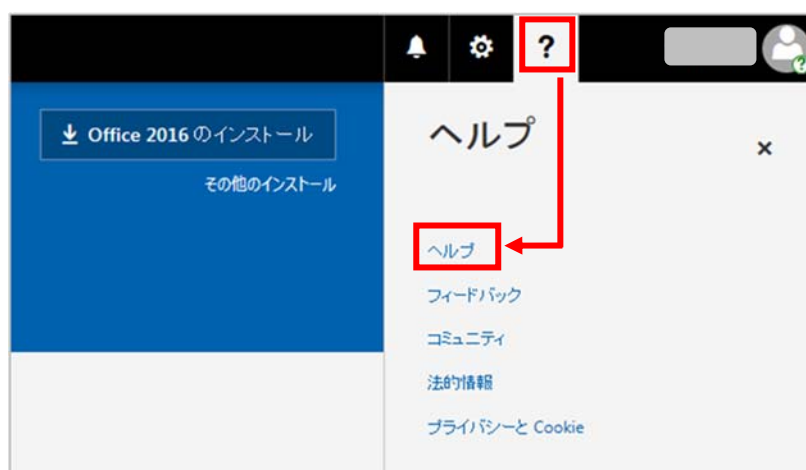 ?
Office 2016 のインストール
その他のインストール
ヘルプ
×
ヘルプ
フィードバック
コミュニティ
法的情報
プライバシーと Cookie